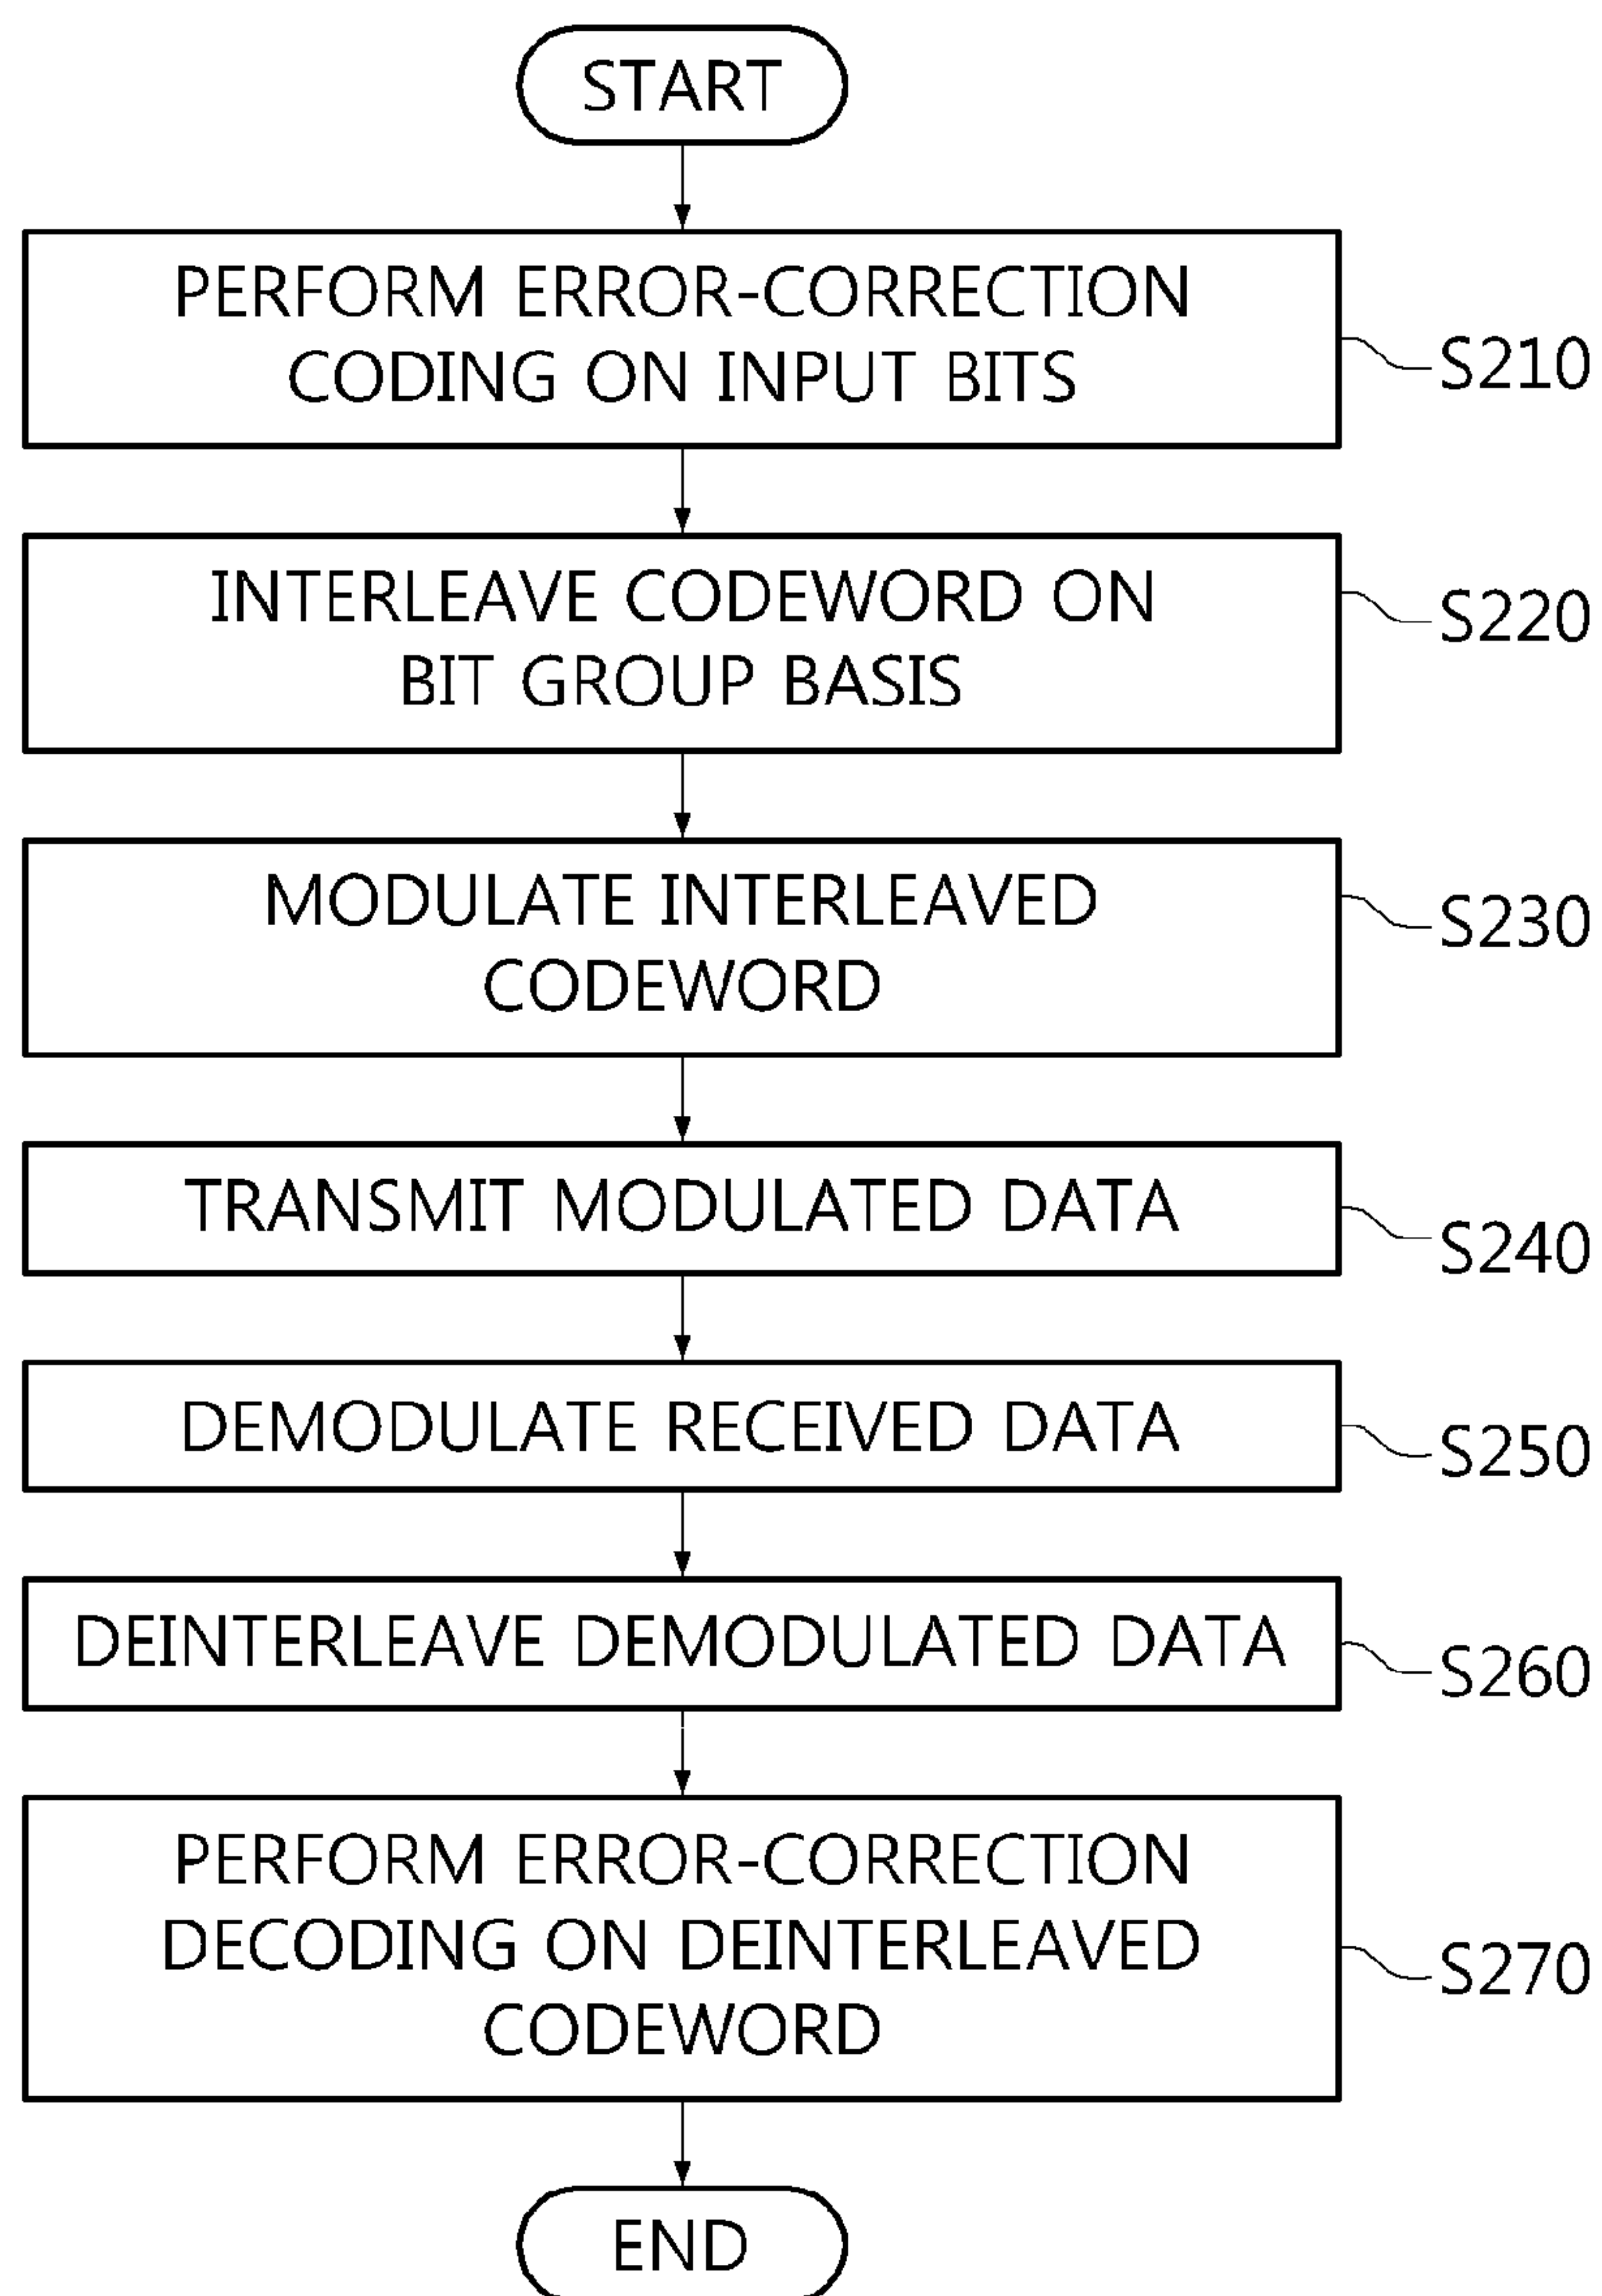 START
PERFORM ERROR-CORRECTION
CODING ON INPUT BITS
S210
INTERLEAVE CODEWORD ON
BIT GROUP BASIS
S220
MODULATE INTERLEAVED
CODEWORD
S230
TRANSMIT MODULATED DATA
S240
DEMODULATE RECEIVED DATA
S250
DEINTERLEAVE DEMODULATED DATA
S260
PERFORM ERROR-CORRECTION
DECODING ON DEINTERLEAVED
CODEWORD
S270
END